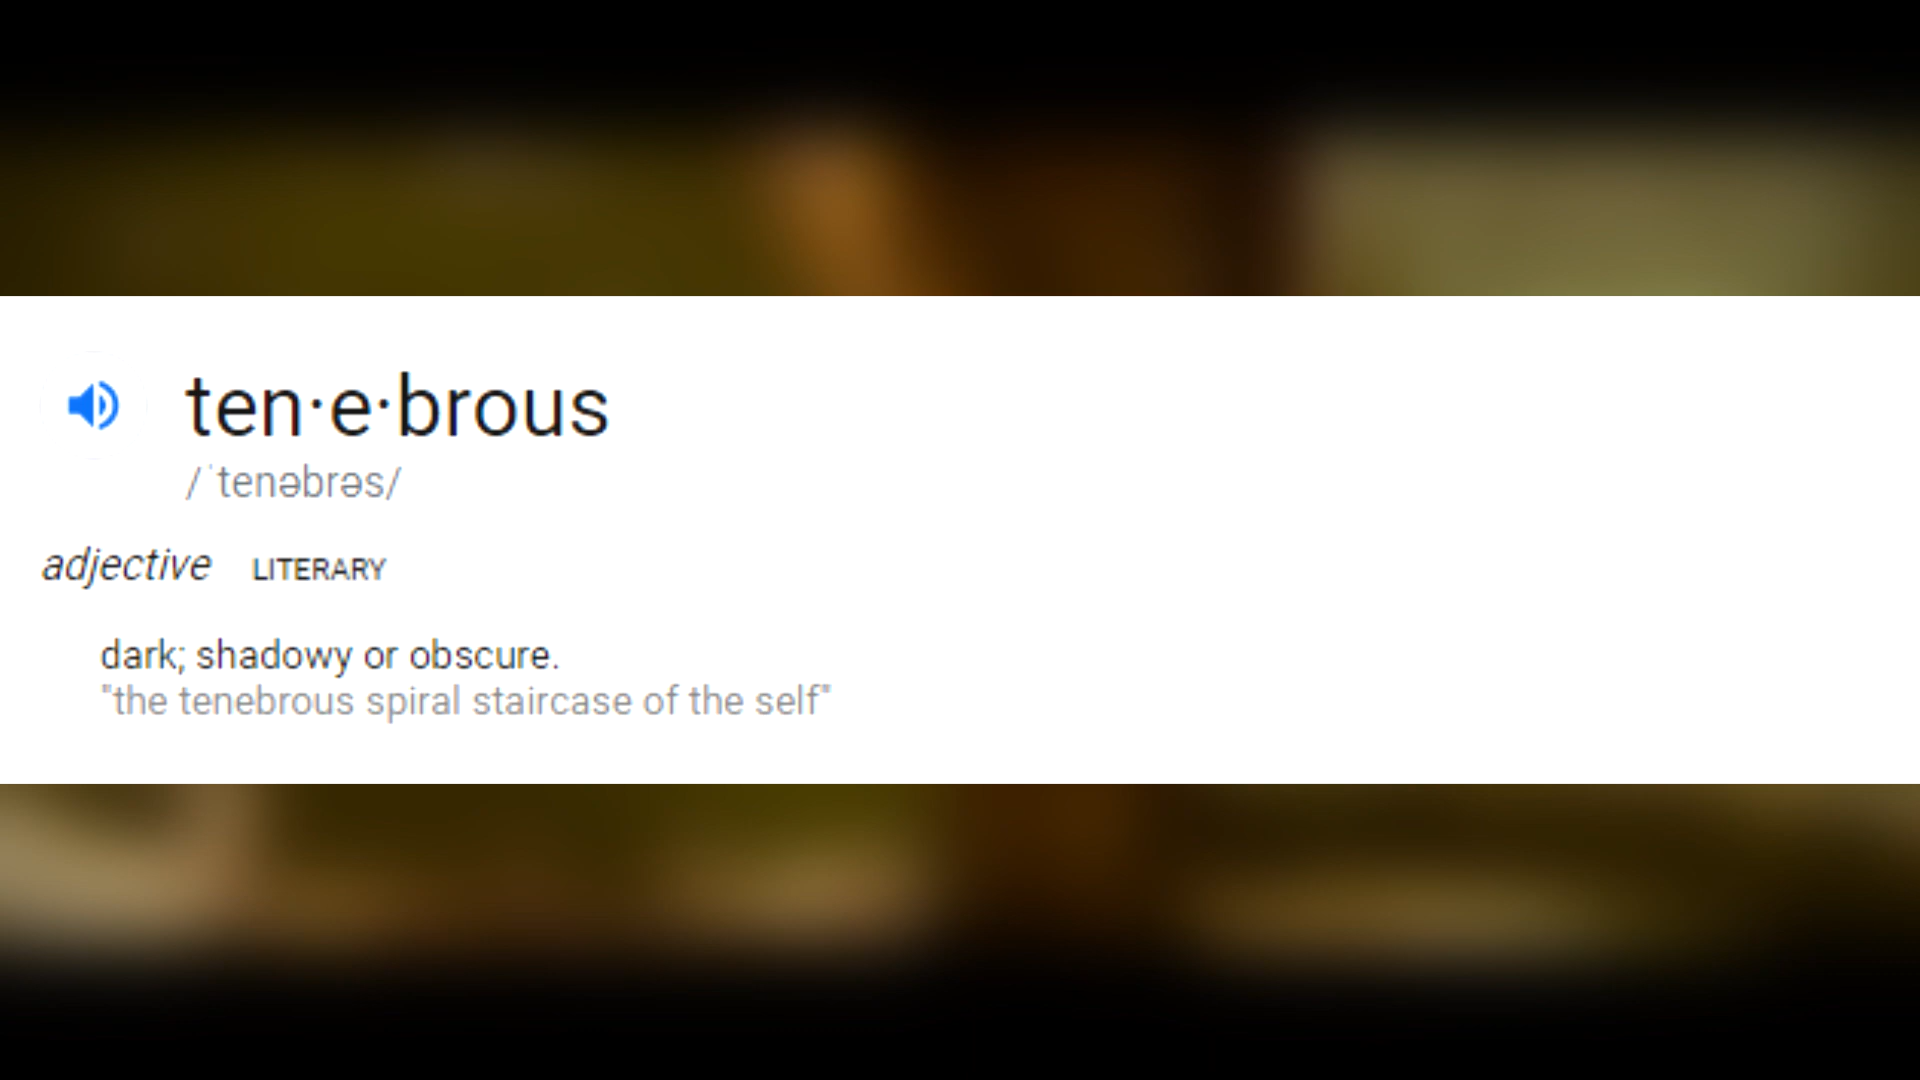 ten·e·brous
/ˈtenəbrəs/
adjective LITERARY
dark; shadowy or obscure.
"the tenebrous spiral staircase of the self"